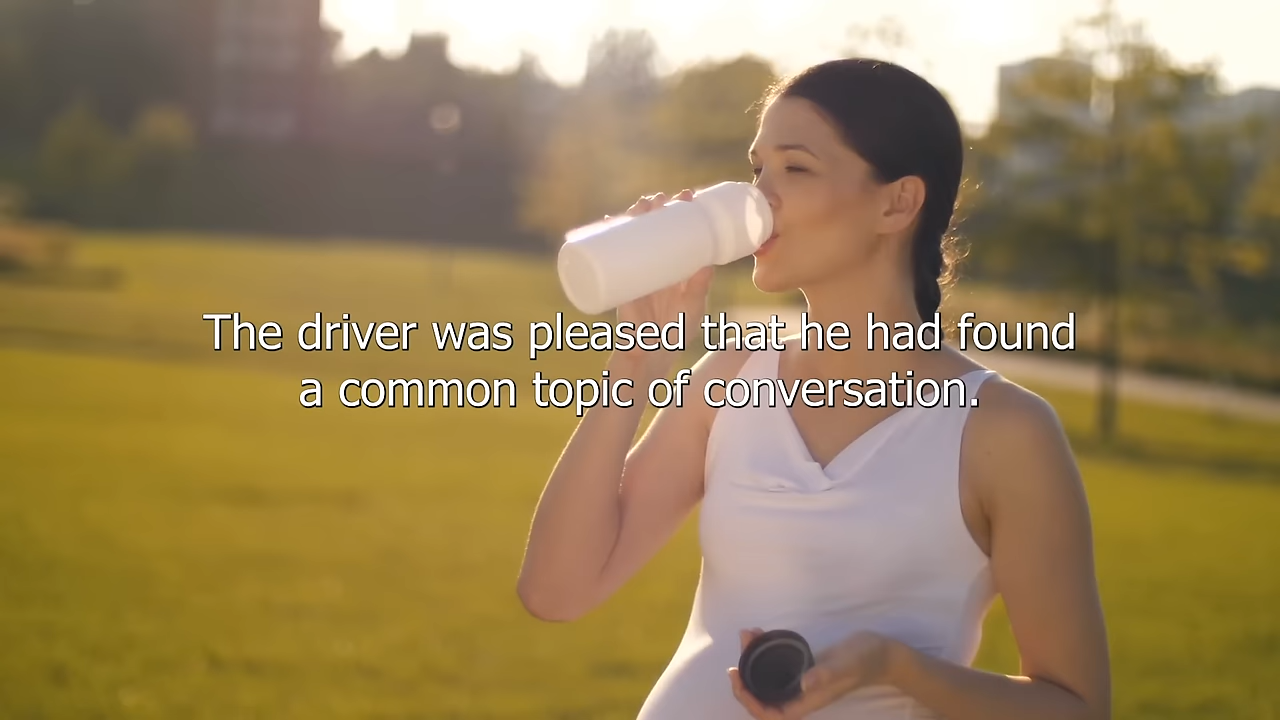 The driver was pleased that he had found
a common topic of conversation.